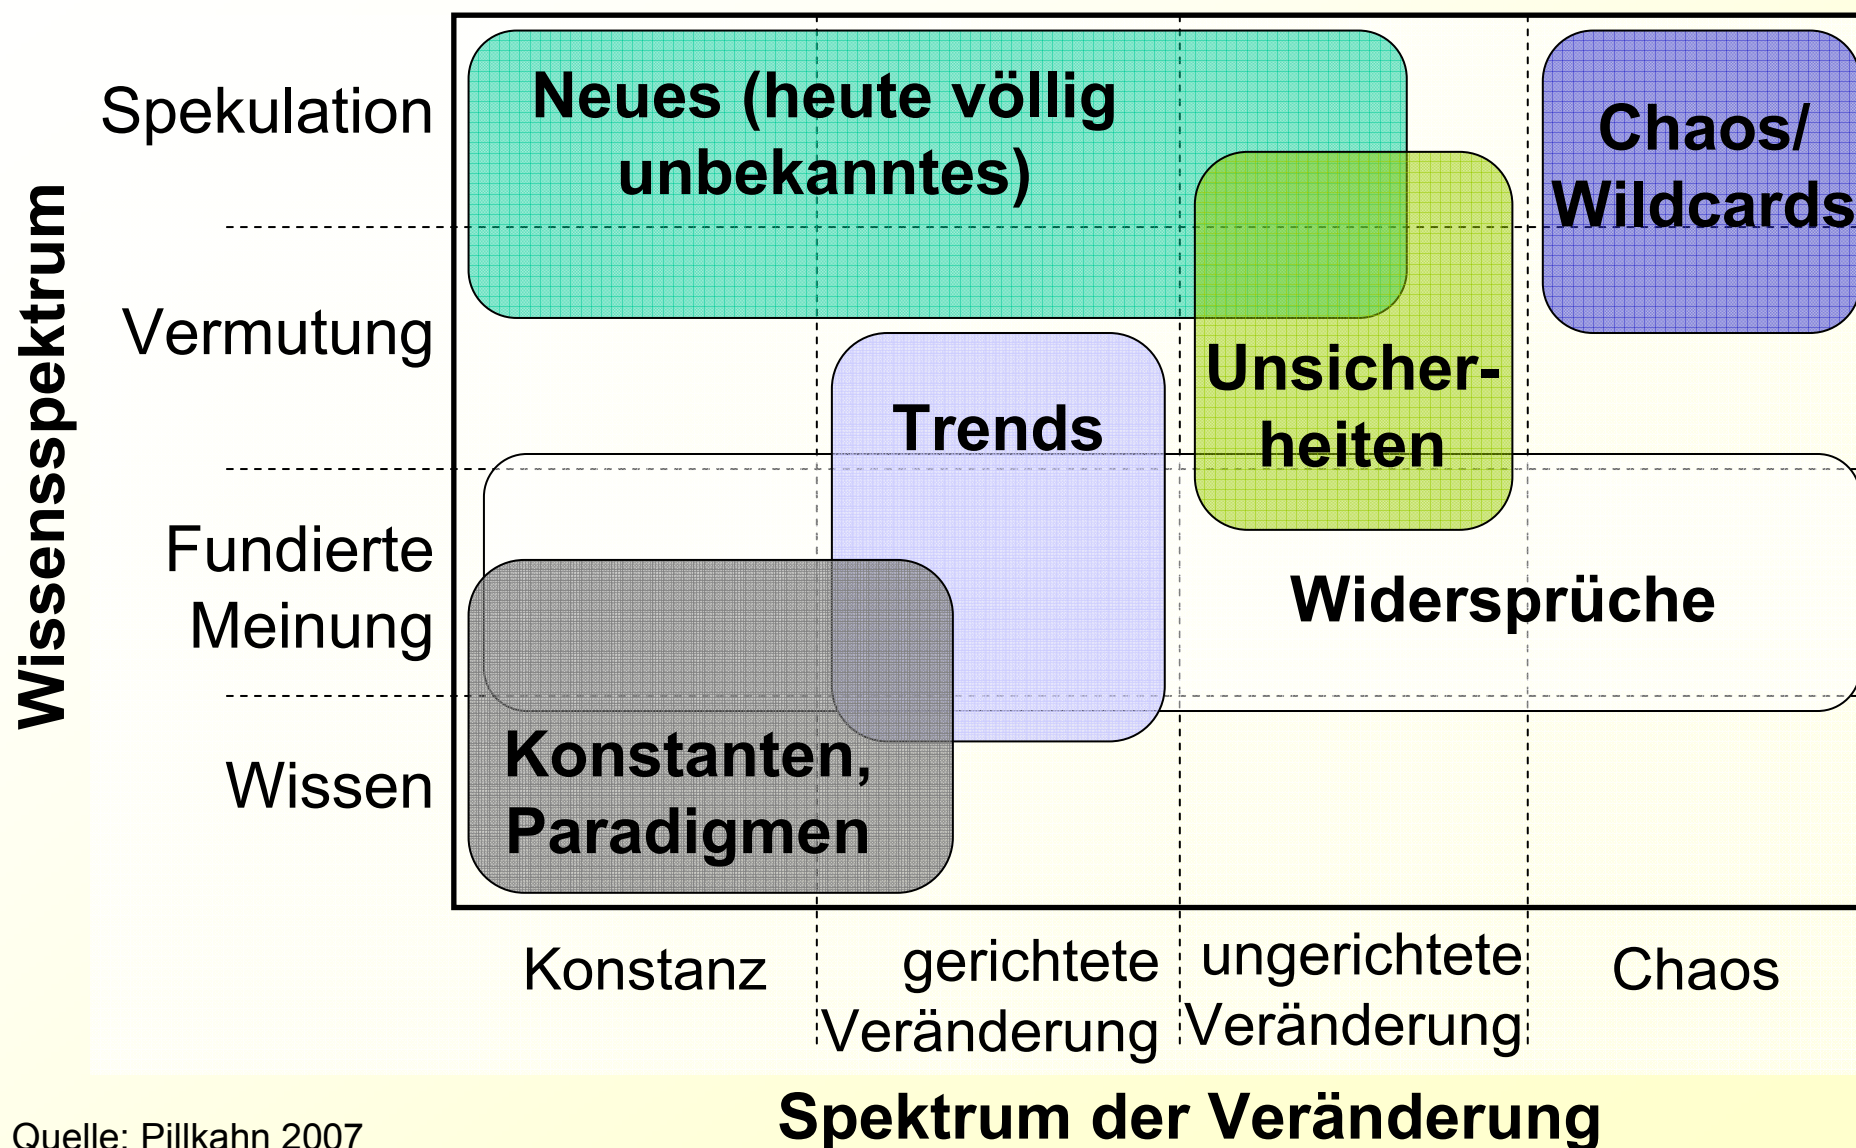 Wissensspektrum
Spekulation
Vermutung
Fundierte
Meinung
Wissen
Neues (heute völlig
unbekanntes)
Chaos/
Wildcards
Unsicher-
heiten
Trends
Widersprüche
Konstanten,
Paradigmen
Konstanz
gerichtete
Veränderung
ungerichtete
Veränderung
Chaos
Spektrum der Veränderung
Quelle: Pillkahn 2007